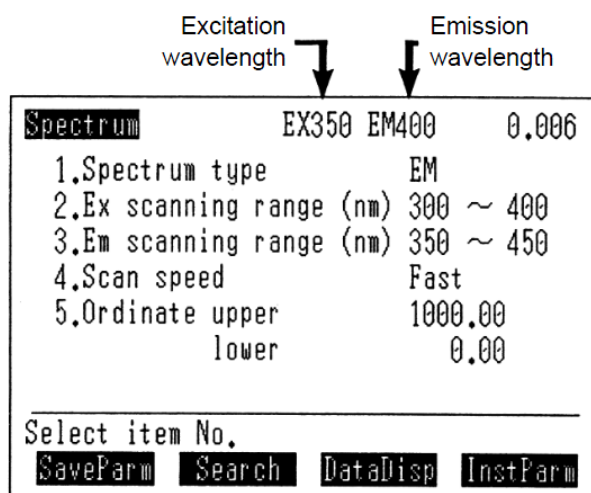 Excitation wavelength
Emission wavelength
Spectrum EX350 EM400 0.006
1.Spectrum type EM
2.Ex scanning range (nm) 300 ~ 400
3.Em scanning range (nm) 350 ~ 450
4.Scan speed Fast
5.Ordinate upper 1000.00
lower 0.00
Select item No.
SaveParm Search DataDisp InstParm